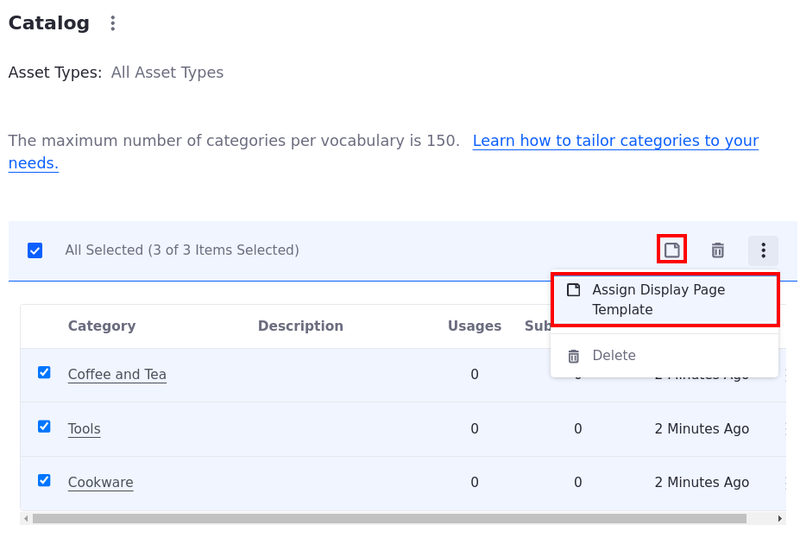 Catalog
Asset Types: All Asset Types
The maximum number of categories per vocabulary is 150. Learn how to tailor categories to your
needs.
All Selected (3 of 3 Items Selected)
Assign Display Page
Template
Delete
Category Description Usages Sub
Coffee and Tea 0 2 Minutes Ago
Tools 0 0 2 Minutes Ago
Cookware 0 0 2 Minutes Ago